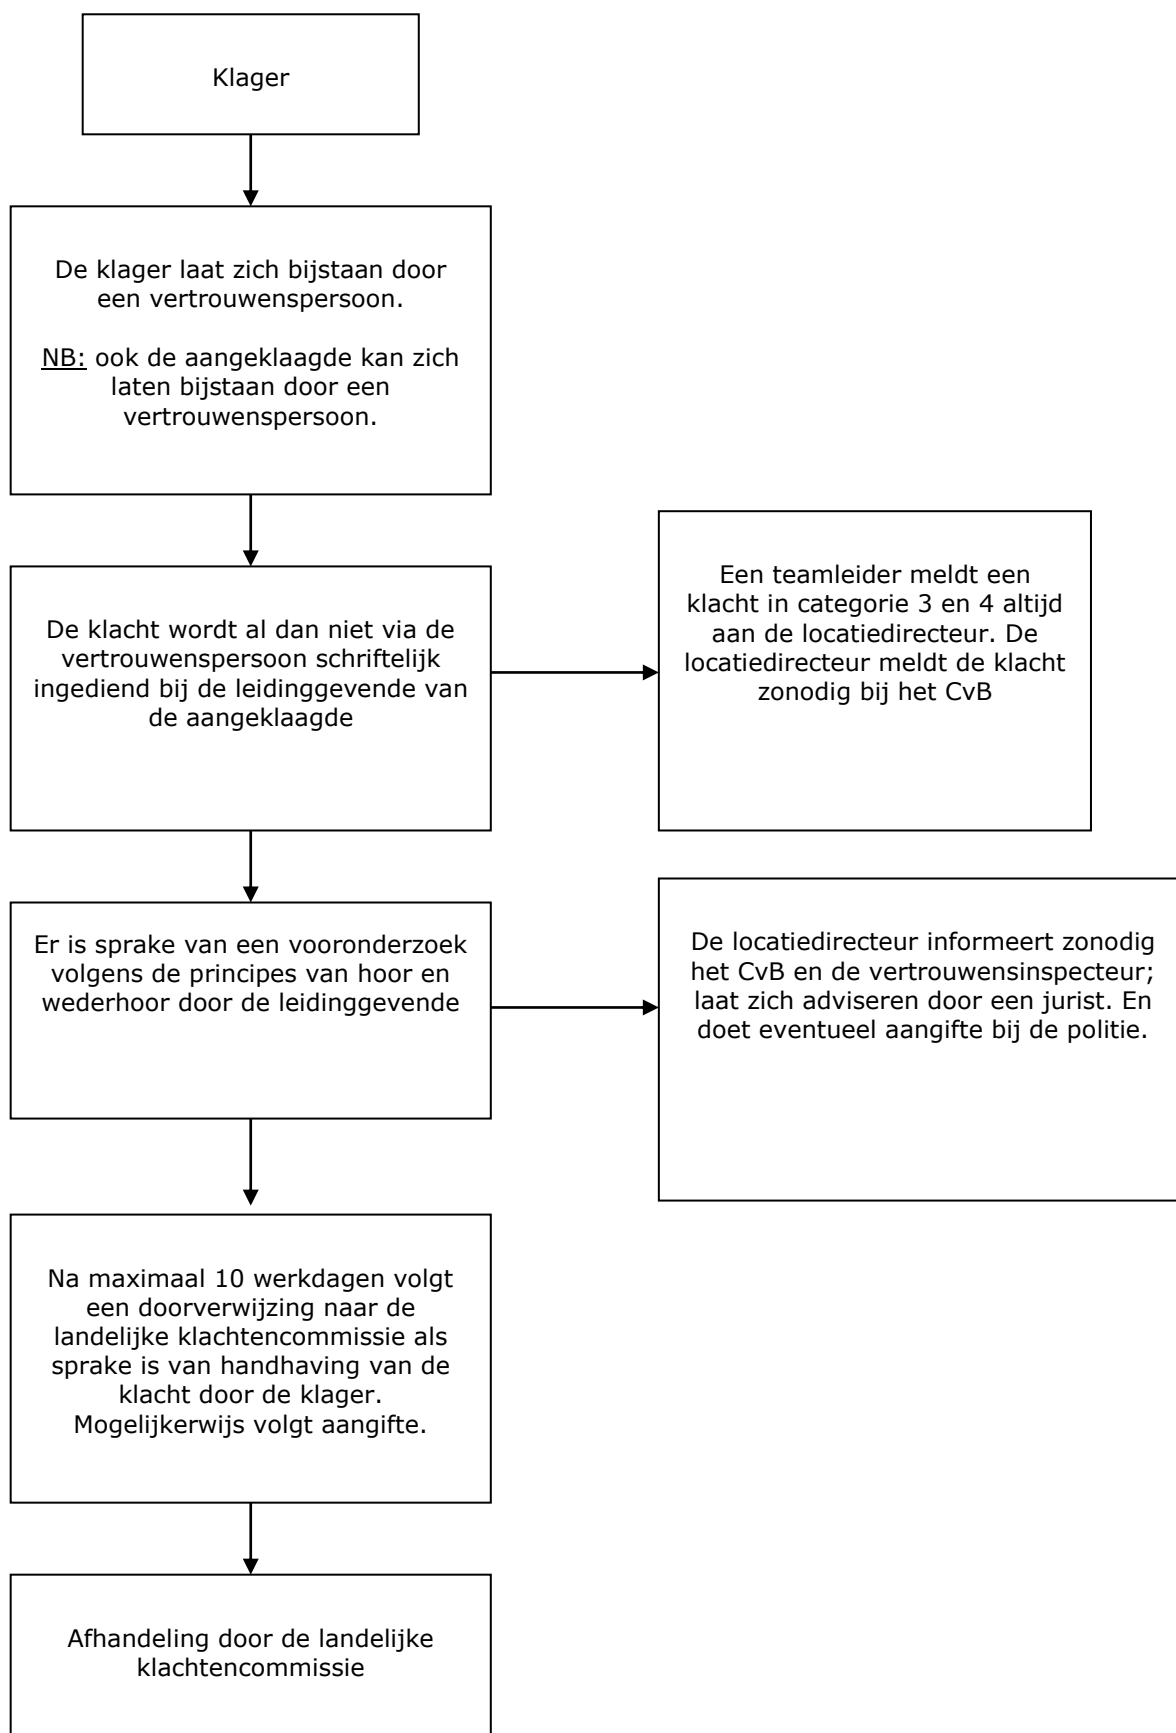 Klager
De klager laat zich bijstaan door
een vertrouwenspersoon.
NB: ook de aangeklaagde kan zich
laten bijstaan door een
vertrouwenspersoon.
De klacht wordt al dan niet via de
vertrouwenspersoon schriftelijk
ingediend bij de leidinggevende van
de aangeklaagde
Een teamleider meldt een
klacht in categorie 3 en 4 altijd
aan de locatiedirecteur. De
locatiedirecteur meldt de klacht
zonodig bij het CvB
Er is sprake van een vooronderzoek
volgens de principes van hoor en
wederhoor door de leidinggevende
De locatiedirecteur informeert zonodig
het CvB en de vertrouwensinspecteur;
laat zich adviseren door een jurist. En
doet eventueel aangifte bij de politie.
Na maximaal 10 werkdagen volgt
een doorverwijzing naar de
landelijke klachtencommissie als
sprake is van handhaving van de
klacht door de klager.
Mogelijkerwijs volgt aangifte.
Afhandeling door de landelijke
klachtencommissie